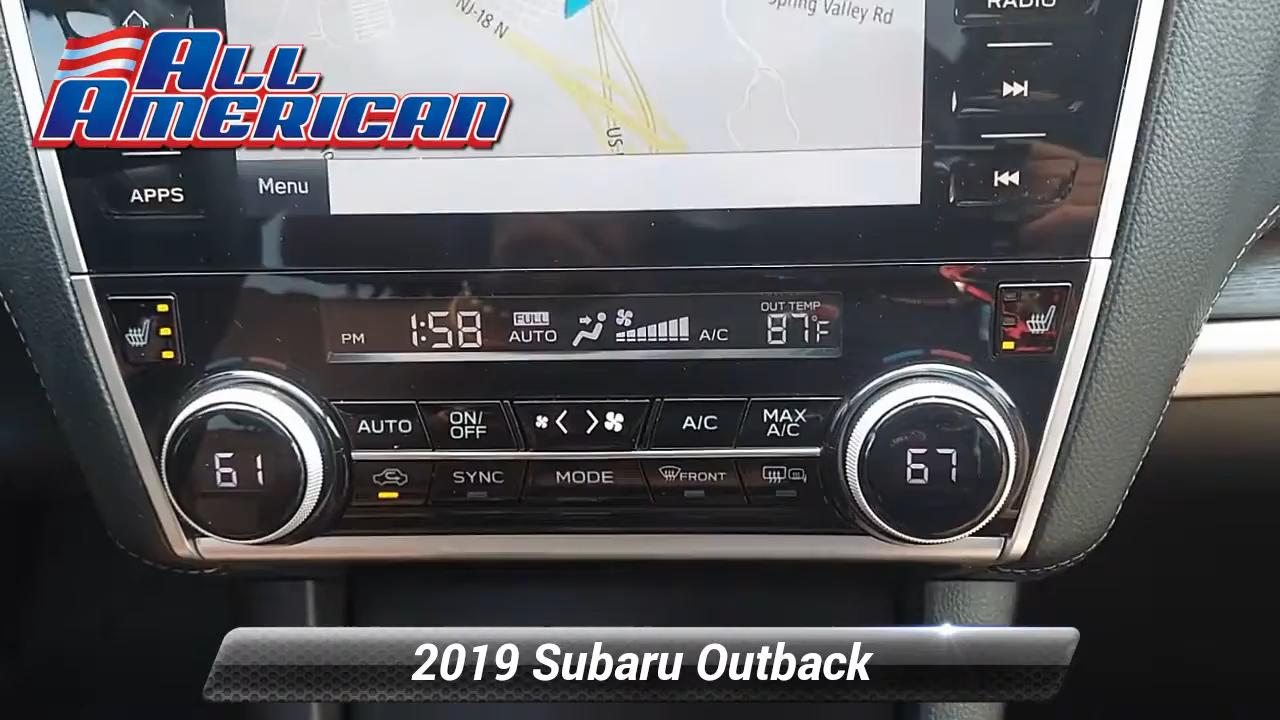 NJ-18 N
Spring Valley Rd
RADIO
ALL
AMERICAN
US-
APPS
Menu
PM 1:58 FULL AUTO A/C OUT TEMP 87°F
AUTO ON/OFF A/C MAX A/C
61
67
SYNC MODE FRONT
2019 Subaru Outback